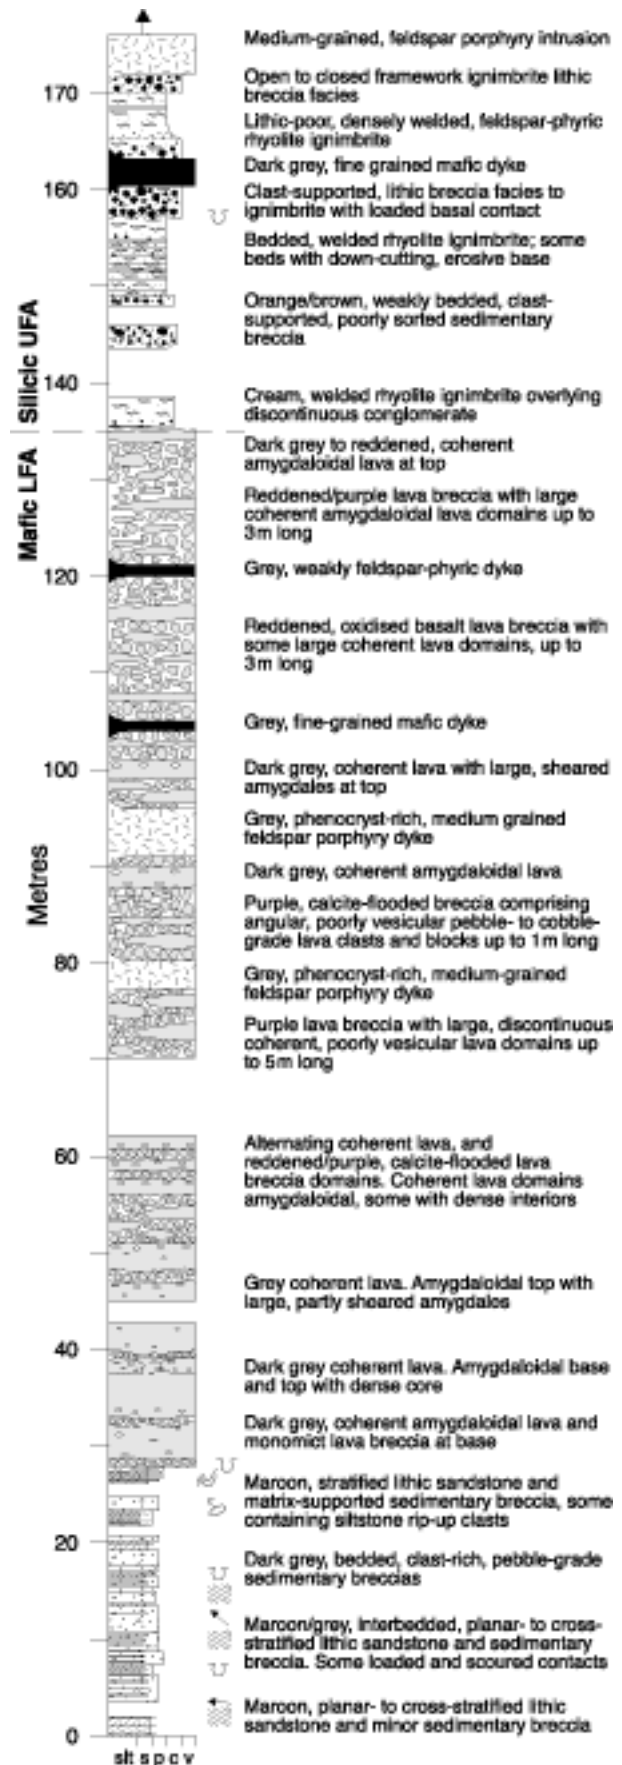 Medium-grained, feldspar porphyry intrusion
Open to closed framework ignimbrite lithic
breccia facies
170
Lithic-poor, densely welded, feldspar-phyric
rhyolite ignimbrite
Dark grey, fine grained mafic dyke
160
Clast-supported, lithic breccia facies to
ignimbrite with loaded basal contact
Bedded, welded rhyolite ignimbrite; some
beds with down-cutting, erosive base
Orange/brown, weakly bedded, clast-
supported, poorly sorted sedimentary
breccia
Silicic UFA
140
Cream, welded rhyolite ignimbrite overlying
discontinuous conglomerate
Mafic LFA
Dark grey to reddened, coherent
amygdaloidal lava at top
Reddened/purple lava breccia with large
coherent amygdaloidal lava domains up to
3m long
120
Grey, weakly feldspar-phyric dyke
Reddened, oxidised basalt lava breccia with
some large coherent lava domains, up to
3m long
Grey, fine-grained mafic dyke
100
Dark grey, coherent lava with large, sheared
amygdales at top
Grey, phenocryst-rich, medium grained
feldspar porphyry dyke
Metres
Dark grey, coherent amygdaloidal lava
Purple, calcite-flooded breccia comprising
angular, poorly vesicular pebble- to cobble-
grade lava clasts and blocks up to 1m long
80
Grey, phenocryst-rich, medium-grained
feldspar porphyry dyke
Purple lava breccia with large, discontinuous
coherent, poorly vesicular lava domains up
to 5m long
60
Alternating coherent lava, and
reddened/purple, calcite-flooded lava
breccia domains. Coherent lava domains
amygdaloidal, some with dense interiors
Grey coherent lava. Amygdaloidal top with
large, partly sheared amygdales
40
Dark grey coherent lava. Amygdaloidal base
and top with dense core
Dark grey, coherent amygdaloidal lava and
monomict lava breccia at base
Maroon, stratified lithic sandstone and
matrix-supported sedimentary breccia, some
containing siltstone rip-up clasts
20
Dark grey, bedded, clast-rich, pebble-grade
sedimentary breccias
Maroon/grey, interbedded, planar- to cross-
stratified lithic sandstone and sedimentary
breccia. Some loaded and scoured contacts
Maroon, planar- to cross-stratified lithic
sandstone and minor sedimentary breccia
0
slt s p c v